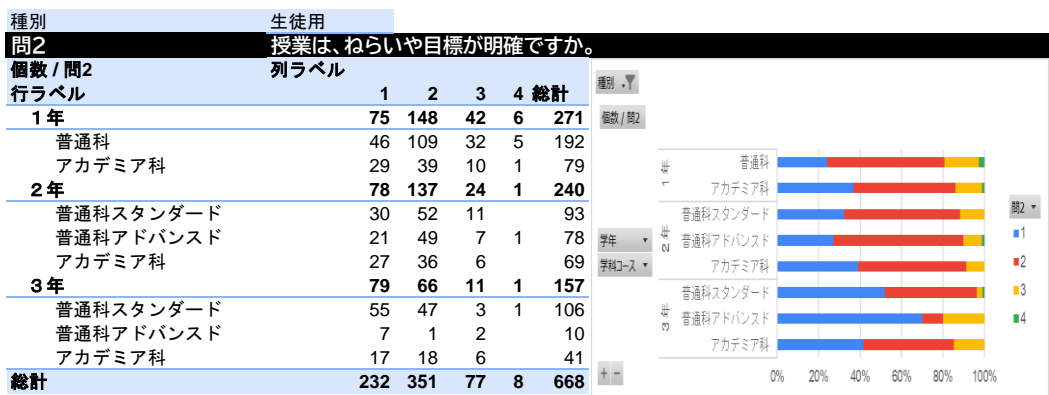 種別 生徒用
問2 授業は、ねらいや目標が明確ですか。
個数 / 問2 列ラベル
行ラベル 1 2 3 4 総計
1年 75 148 42 6 271
普通科 46 109 32 5 192
アカデミア科 29 39 10 1 79
2年 78 137 24 1 240
普通科スタンダード 30 52 11 93
普通科アドバンスド 21 49 7 1 78
アカデミア科 27 36 6 69
3年 79 66 11 1 157
普通科スタンダード 55 47 3 1 106
普通科アドバンスド 7 1 2 10
アカデミア科 17 18 6 41
総計 232 351 77 8 668
種別
個数 / 問2
学年
学科コース
1年
普通科
アカデミア科
2年
普通科スタンダード
普通科アドバンスド
アカデミア科
3年
普通科スタンダード
普通科アドバンスド
アカデミア科
0% 20% 40% 60% 80% 100%
問2
1
2
3
4
+ -